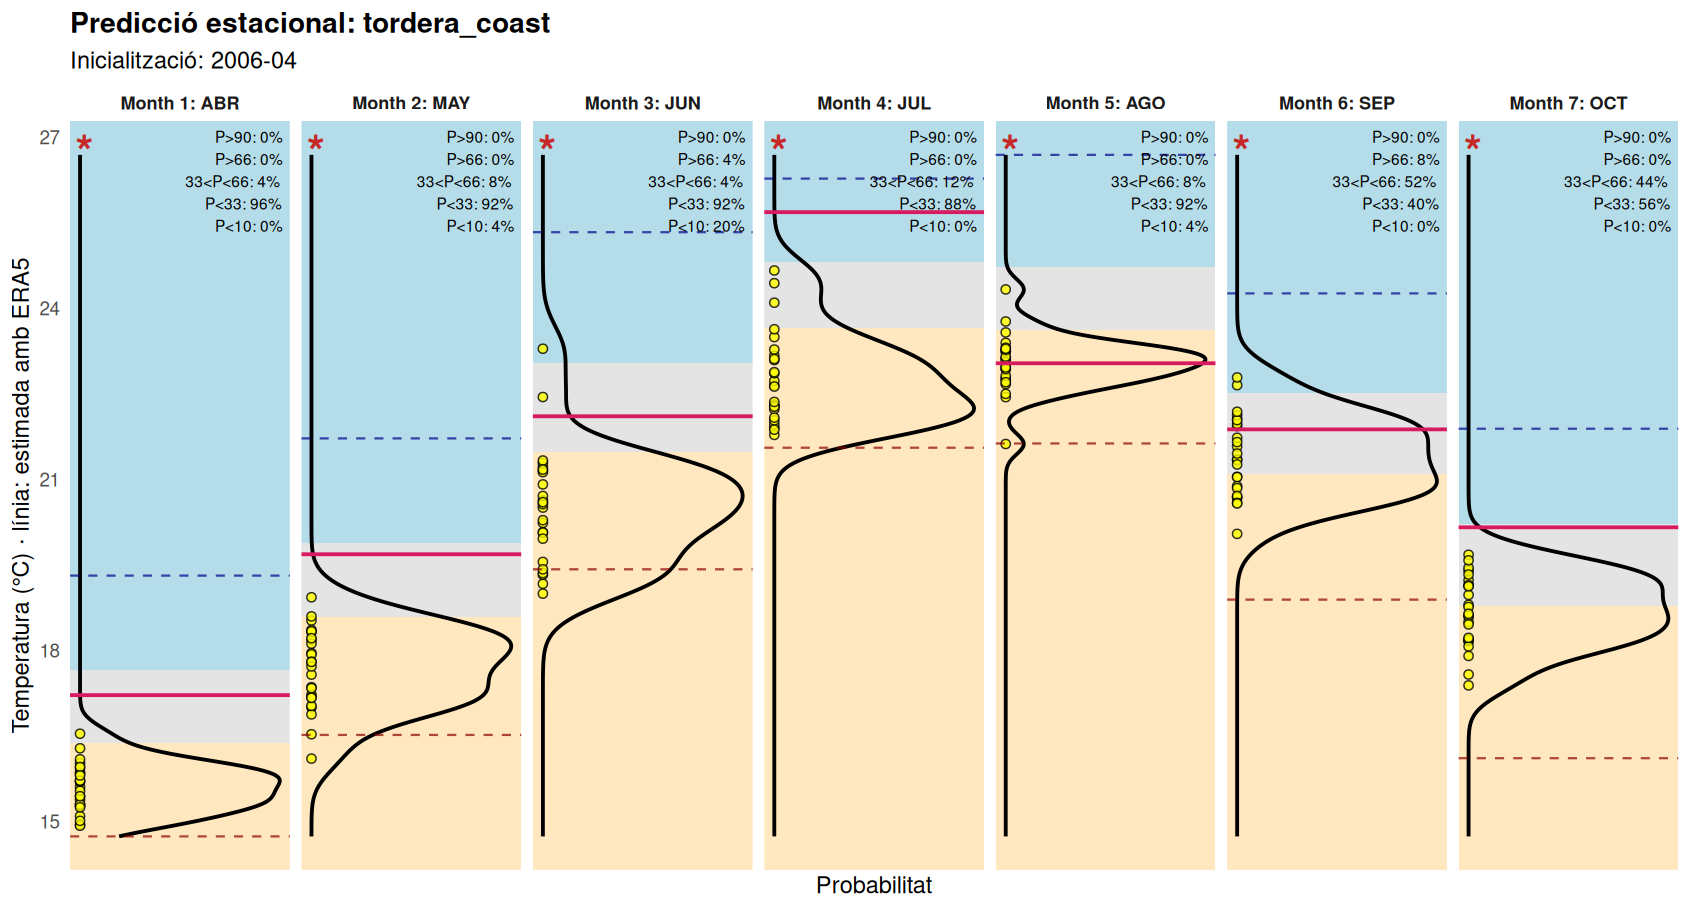 Predicció estacional: tordera_coast
Inicialització: 2006-04
Month 1: ABR
Month 2: MAY
Month 3: JUN
Month 4: JUL
Month 5: AGO
Month 6: SEP
Month 7: OCT
Temperatura (°C) · línia: estimada amb ERA5
27
24
21
18
15
*
P>90: 0%
P>66: 0%
33<P<66: 4%
P<33: 96%
P<10: 0%
*
P>90: 0%
P>66: 0%
33<P<66: 8%
P<33: 92%
P<10: 4%
*
P>90: 0%
P>66: 4%
33<P<66: 4%
P<33: 92%
P<10: 20%
*
P>90: 0%
P>66: 0%
33<P<66: 12%
P<33: 88%
P<10: 0%
*
P>90: 0%
P>66: 0%
33<P<66: 8%
P<33: 92%
P<10: 4%
*
P>90: 0%
P>66: 8%
33<P<66: 52%
P<33: 40%
P<10: 0%
*
P>90: 0%
P>66: 0%
33<P<66: 44%
P<33: 56%
P<10: 0%
Probabilitat